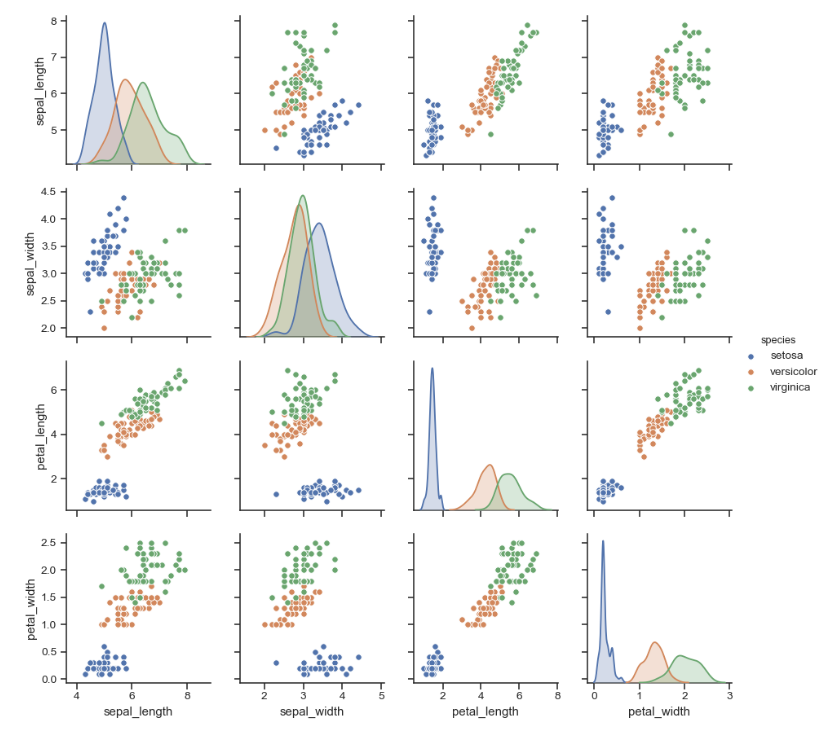 8
7
6
5
sepal_length
4.5
4.0
3.5
3.0
2.5
2.0
sepal_width
species
setosa
versicolor
virginica
6
4
2
petal_length
2.5
2.0
1.5
1.0
0.5
0.0
petal_width
4 6 8
2 3 4 5
2 4 6 8
0 1 2 3
sepal_length
sepal_width
petal_length
petal_width